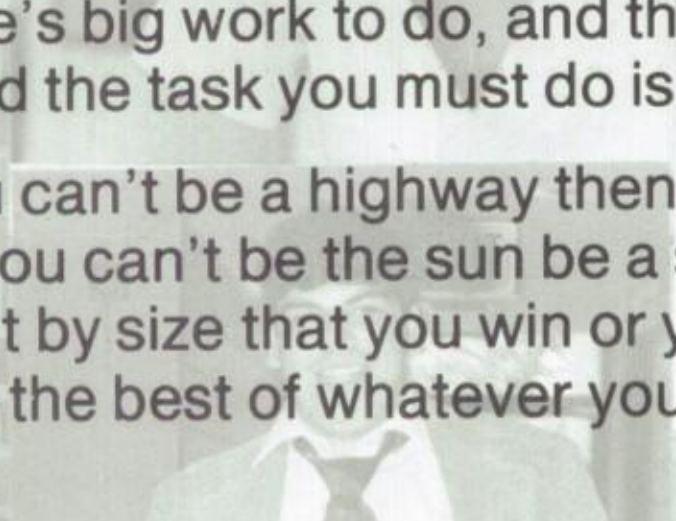 e's big work to do, and th
d the task you must do is
can't be a highway then
ou can't be the sun be a
t by size that you win or y
the best of whatever you